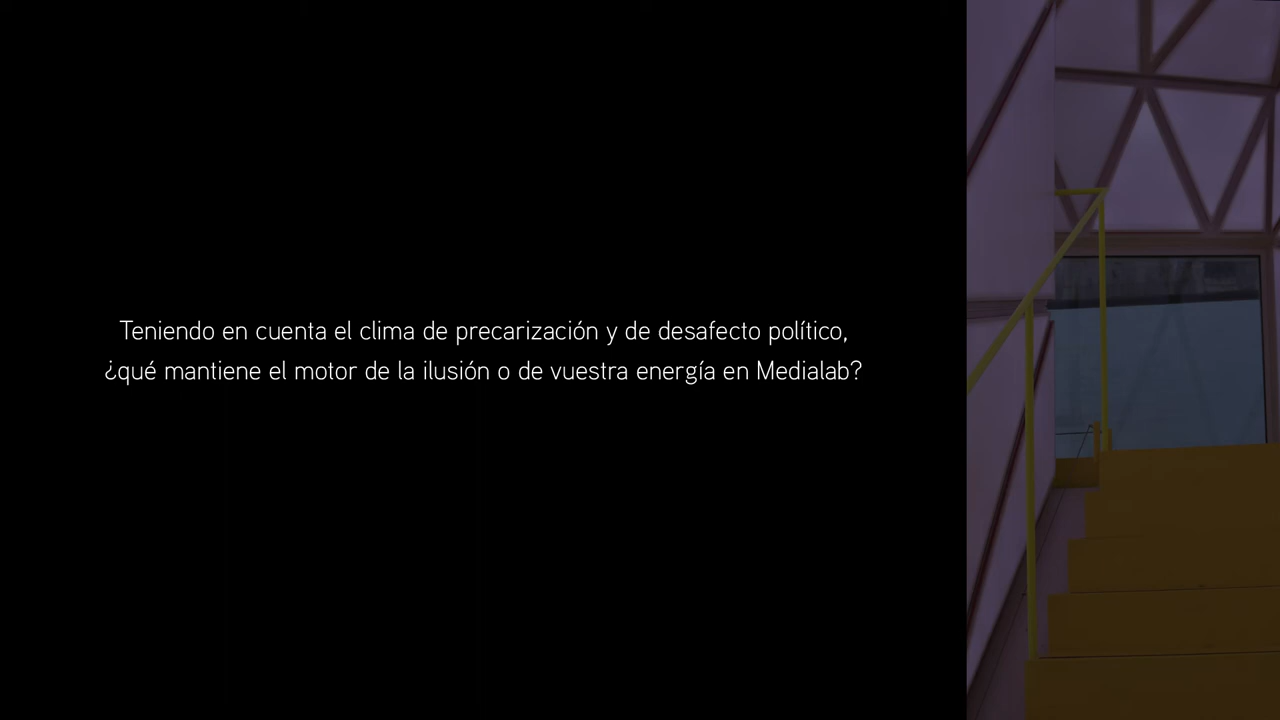 Teniendo en cuenta el clima de precarización y de desafecto político,
¿qué mantiene el motor de la ilusión o de vuestra energía en Medialab?